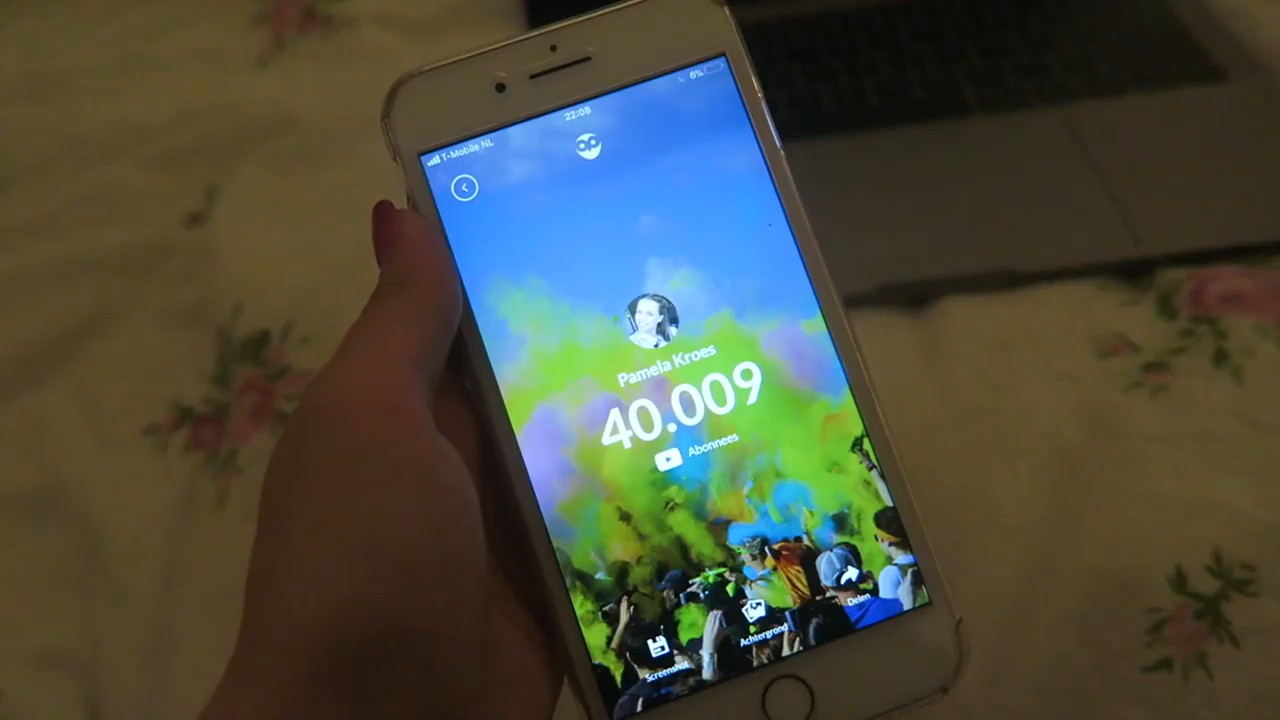 T-Mobile NL
22:08
6%
Pamela Kroes
40.009
Abonnees
Screenshot
Achtergrond
Delen